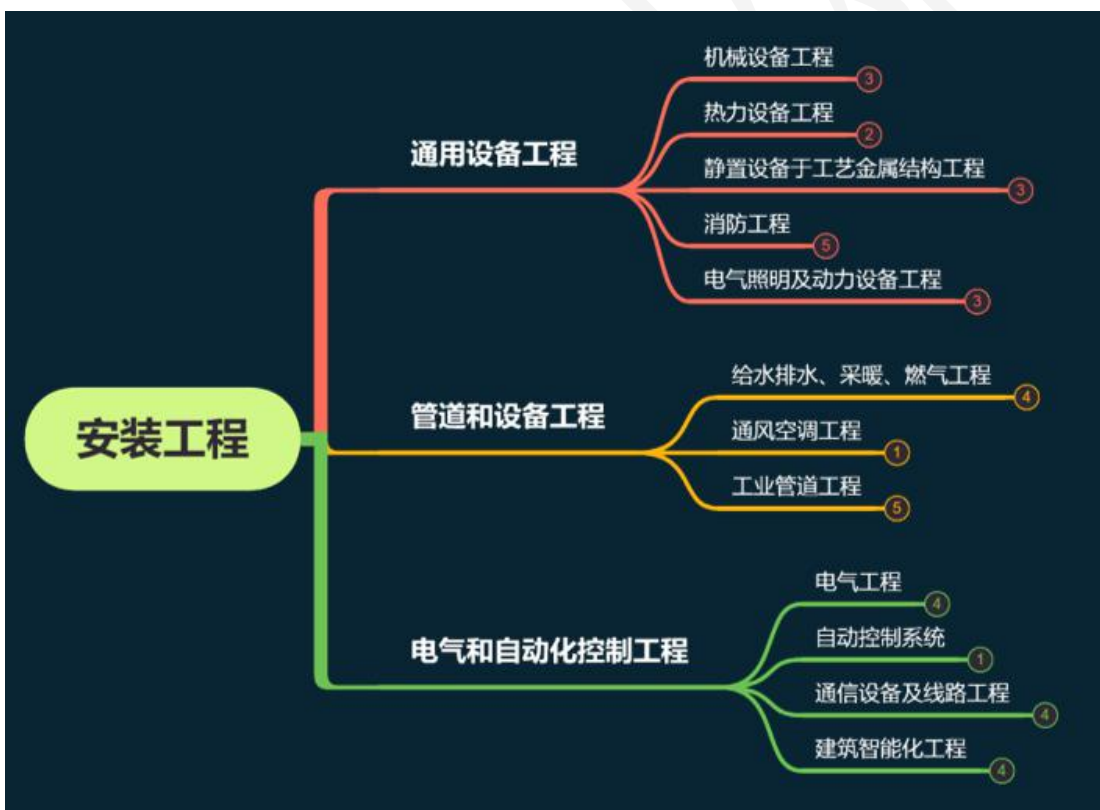 机械设备工程
3
热力设备工程
2
通用设备工程
静置设备于工艺金属结构工程
3
消防工程
5
电气照明及动力设备工程
3
给水排水、采暖、燃气工程
4
管道和设备工程
通风空调工程
1
安装工程
工业管道工程
5
电气工程
4
自动控制系统
1
电气和自动化控制工程
通信设备及线路工程
4
建筑智能化工程
4